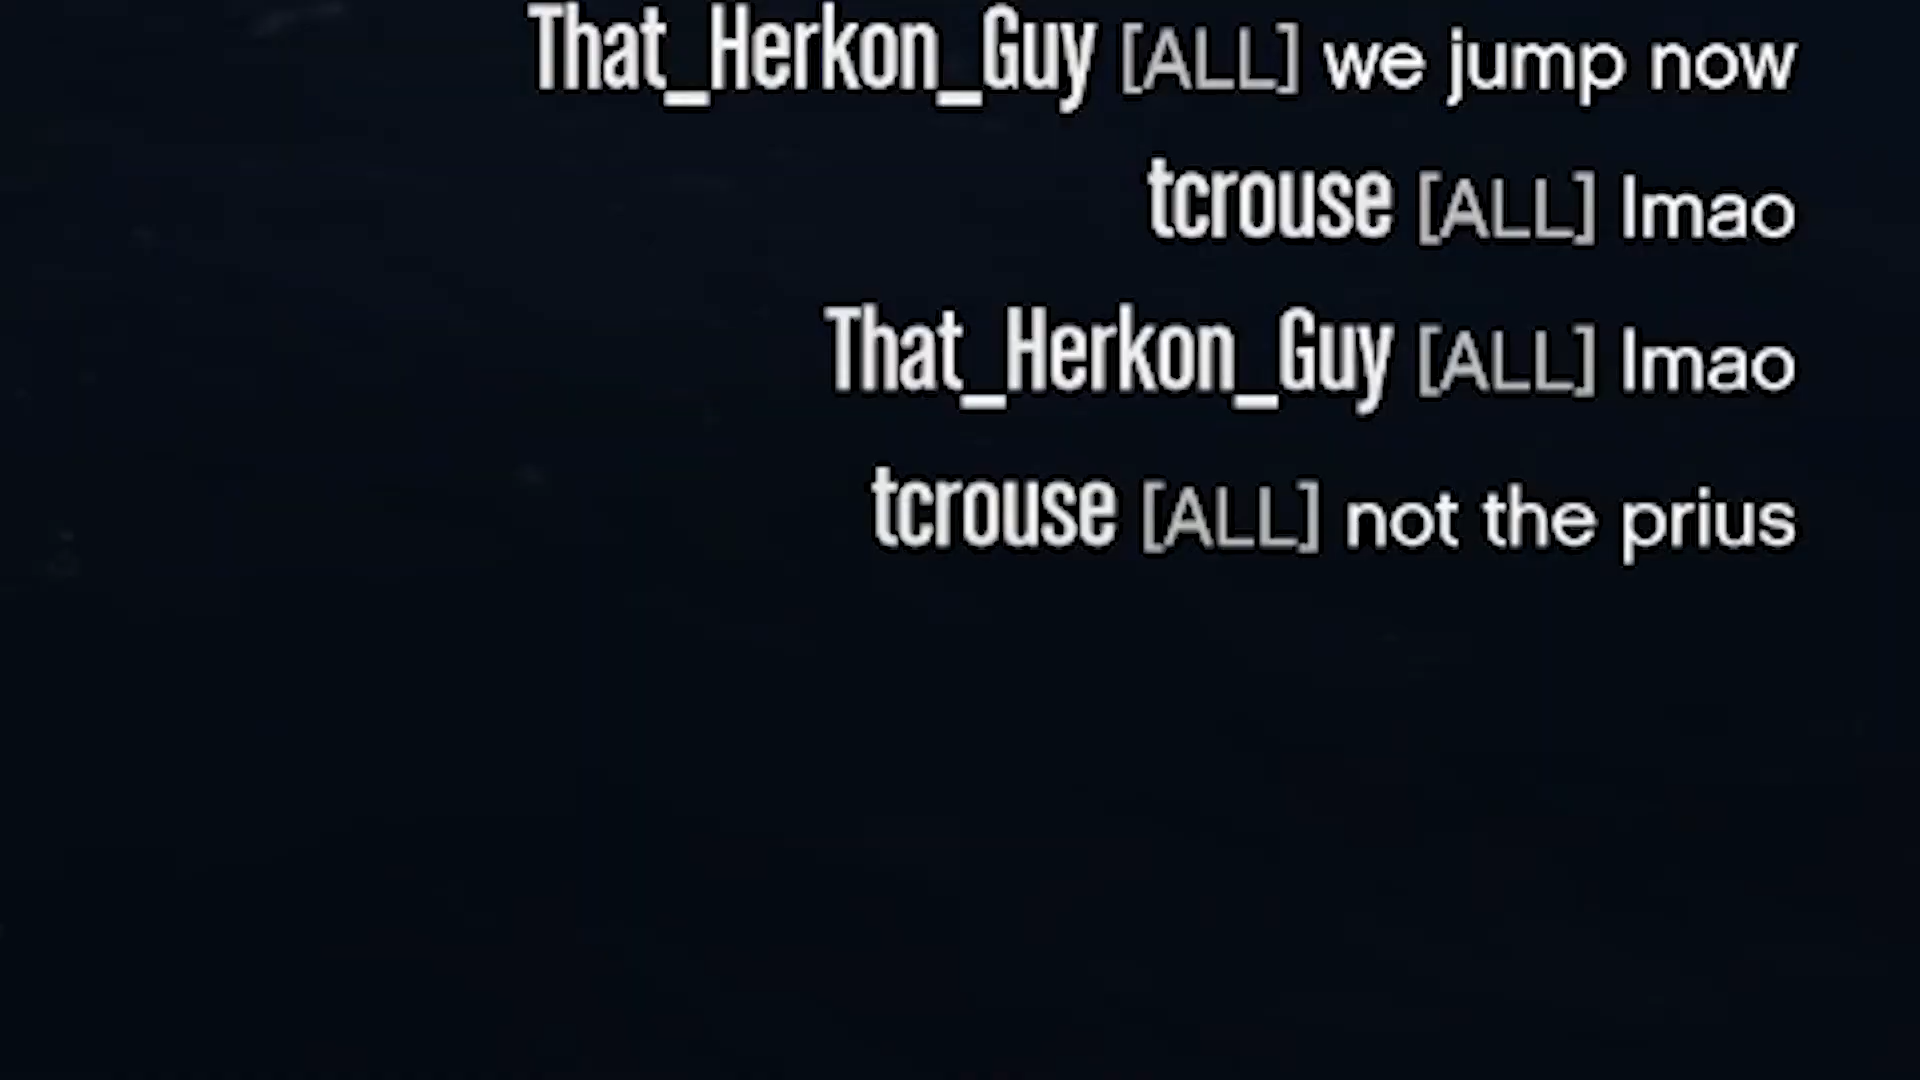 That_Herkon_Guy [ALL] we jump now
tcrouse [ALL] lmao
That_Herkon_Guy [ALL] lmao
tcrouse [ALL] not the prius